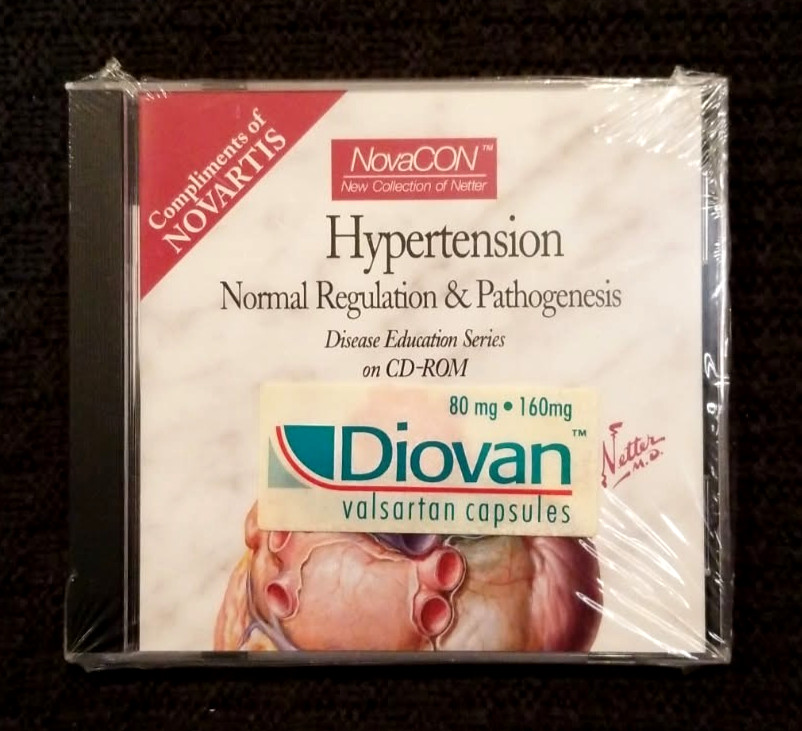 Compliments of
NOVARTIS
NovaCON™
New Collection of Netter
Hypertension
Normal Regulation & Pathogenesis
Disease Education Series
on CD-ROM
80 mg • 160mg
Diovan™
valsartan capsules
Netter
M.D.